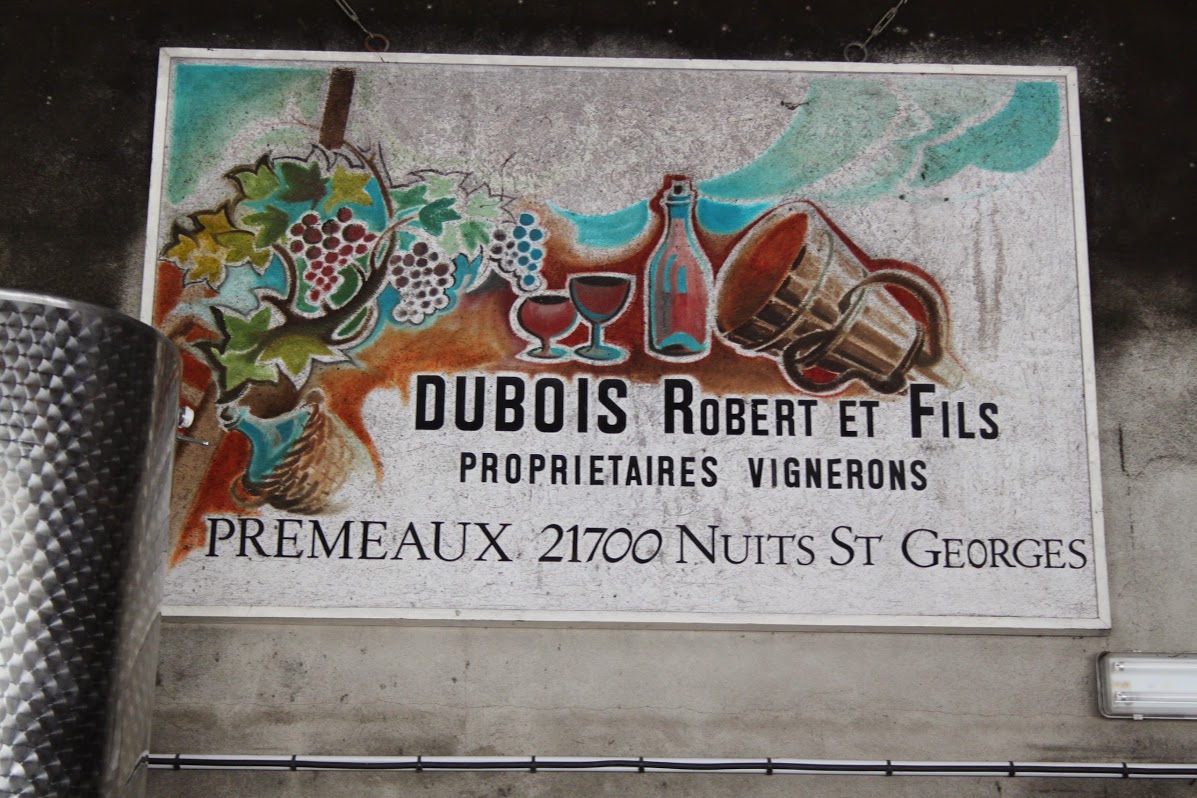 DUBOIS ROBERT ET FILS
PROPRIETAIRES VIGNERONS
PREMEAUX 21700 NUITS ST GEORGES